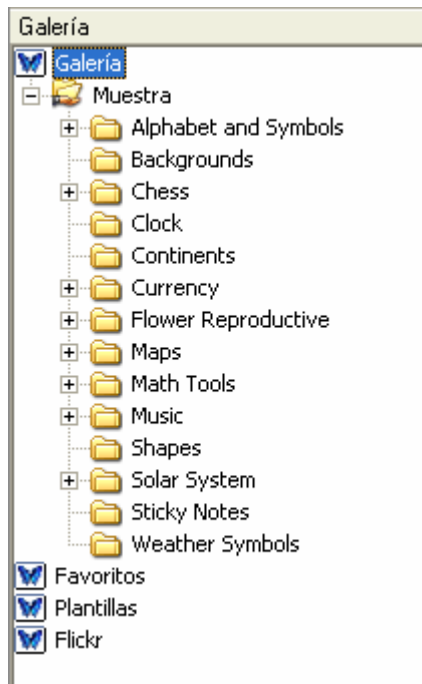 Galería
Galería
Muestra
Alphabet and Symbols
Backgrounds
Chess
Clock
Continents
Currency
Flower Reproductive
Maps
Math Tools
Music
Shapes
Solar System
Sticky Notes
Weather Symbols
Favoritos
Plantillas
Flickr